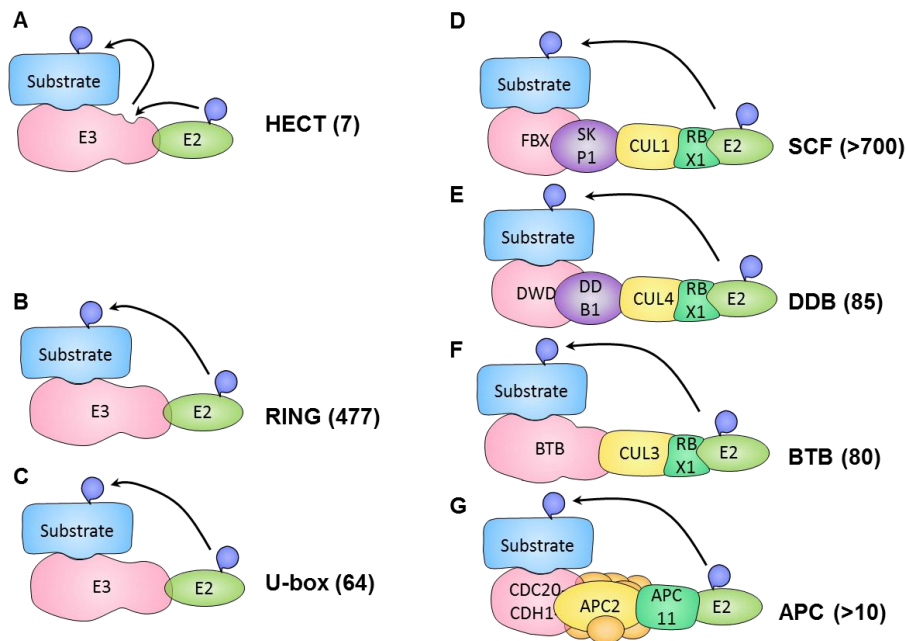 A
Substrate
E3
E2
HECT (7)
B
Substrate
E3
E2
RING (477)
C
Substrate
E3
E2
U-box (64)
D
Substrate
FBX
SK
P1
CUL1
RB
X1
E2
SCF (>700)
E
Substrate
DWD
DD
B1
CUL4
RB
X1
E2
DDB (85)
F
Substrate
BTB
CUL3
RB
X1
E2
BTB (80)
G
Substrate
CDC20
CDH1
APC2
APC
11
E2
APC (>10)